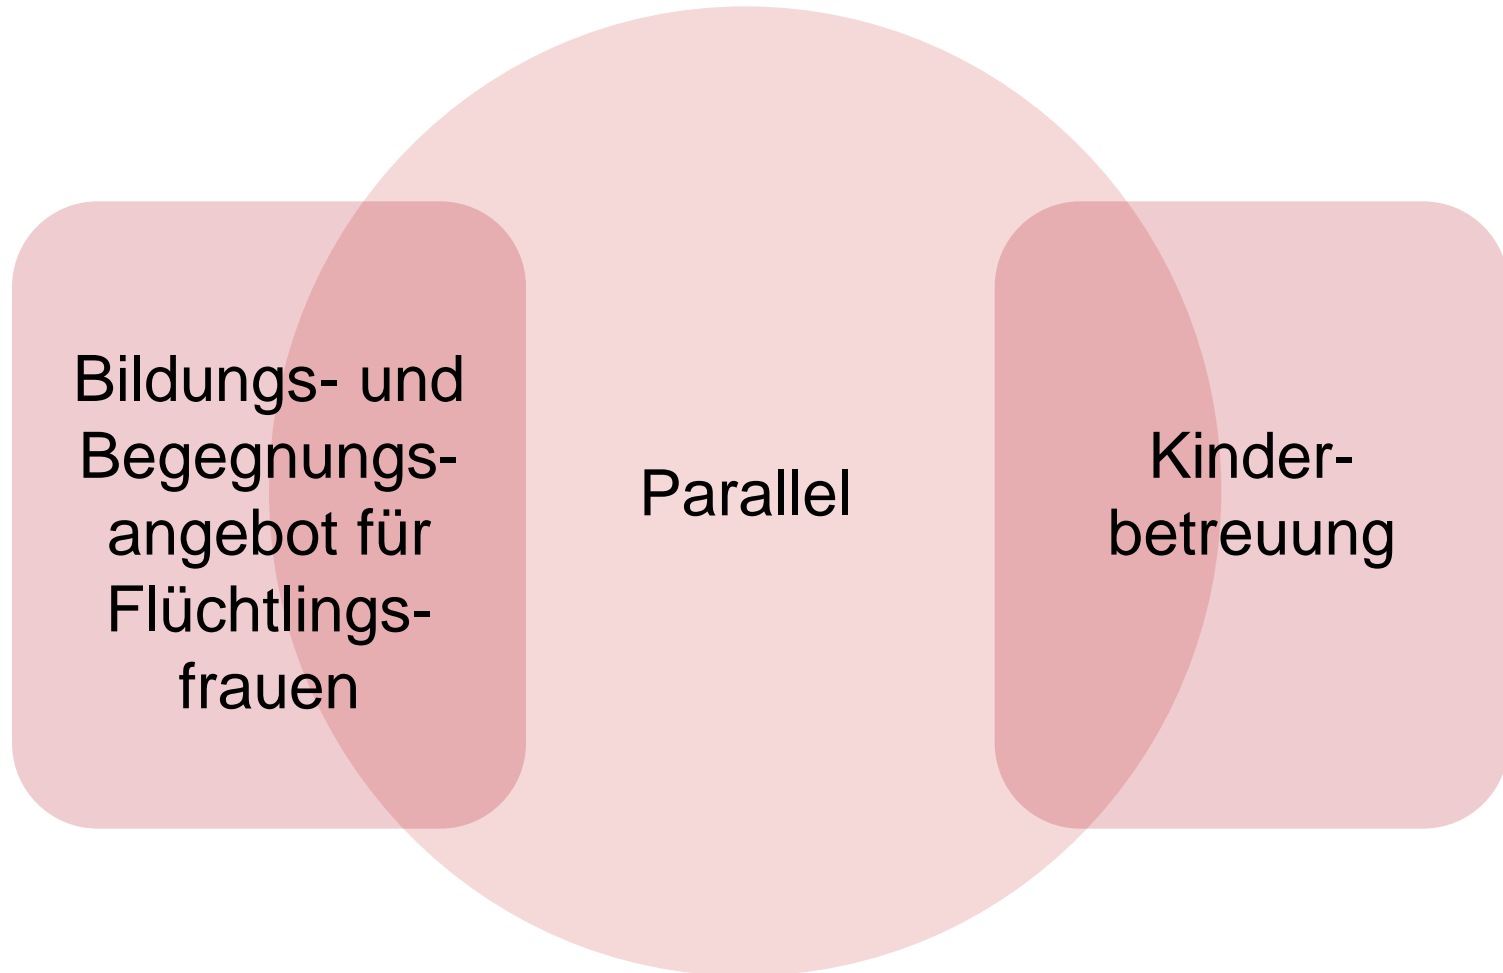 Bildungs- und
Begegnungs-
angebot für
Flüchtlings-
frauen
Parallel
Kinder-
betreuung